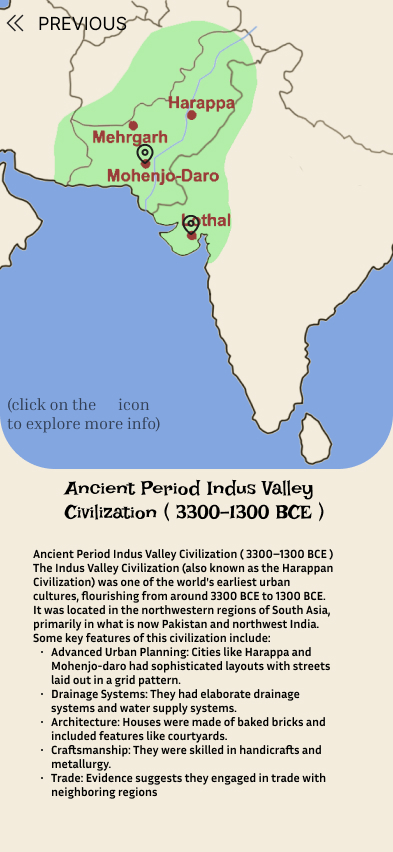 PREVIOUS
Harappa
Mehrgarh
Mohenjo-Daro
Lothal
(click on the icon
to explore more info)
Ancient Period Indus Valley
Civilization ( 3300–1300 BCE )
Ancient Period Indus Valley Civilization ( 3300–1300 BCE )
The Indus Valley Civilization (also known as the Harappan
Civilization) was one of the world's earliest urban
cultures, flourishing from around 3300 BCE to 1300 BCE.
It was located in the northwestern regions of South Asia,
primarily in what is now Pakistan and northwest India.
Some key features of this civilization include:
· Advanced Urban Planning: Cities like Harappa and
Mohenjo-daro had sophisticated layouts with streets
laid out in a grid pattern.
· Drainage Systems: They had elaborate drainage
systems and water supply systems.
· Architecture: Houses were made of baked bricks and
included features like courtyards.
· Craftsmanship: They were skilled in handicrafts and
metallurgy.
· Trade: Evidence suggests they engaged in trade with
neighboring regions